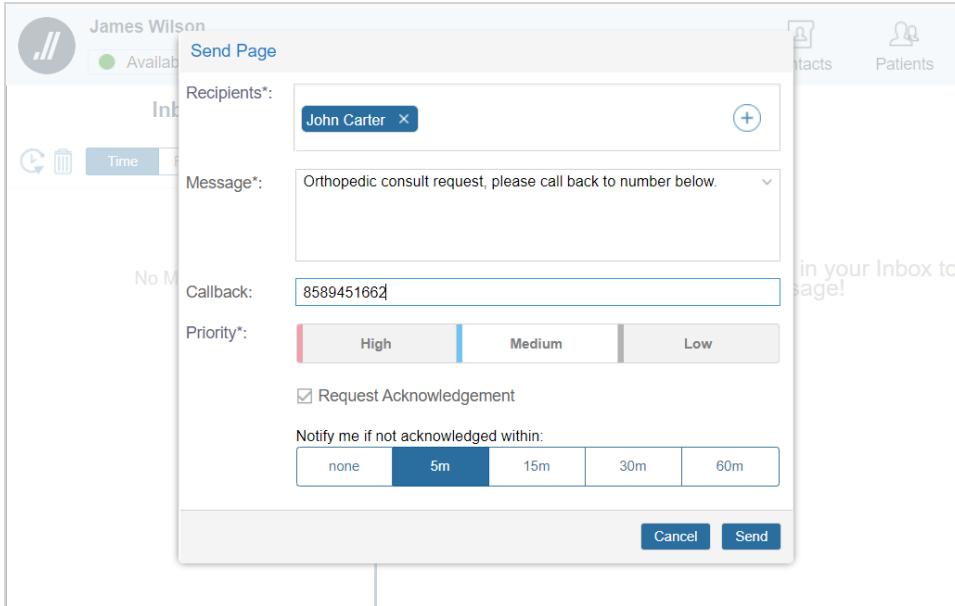 James Wilson
Send Page
Availab
ntacts
Patients
Inb
Recipients*:
John Carter ×
Time
F
Message*:
Orthopedic consult request, please call back to number below.
No M
in your Inbox to
sage!
Callback:
8589451662
Priority*:
High
Medium
Low
Request Acknowledgement
Notify me if not acknowledged within:
none
5m
15m
30m
60m
Cancel
Send